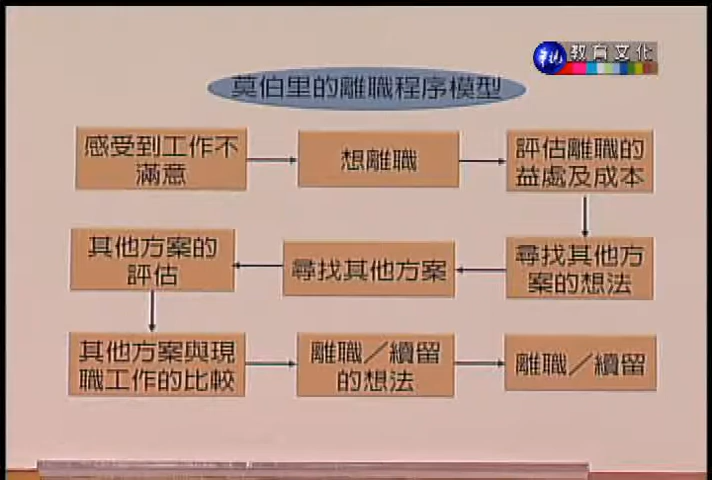 華視 教育文化
莫伯里的離職程序模型
感受到工作不
滿意
想離職
評估離職的
益處及成本
尋找其他方
案的想法
尋找其他方案
其他方案的
評估
其他方案與現
職工作的比較
離職／續留
的想法
離職／續留